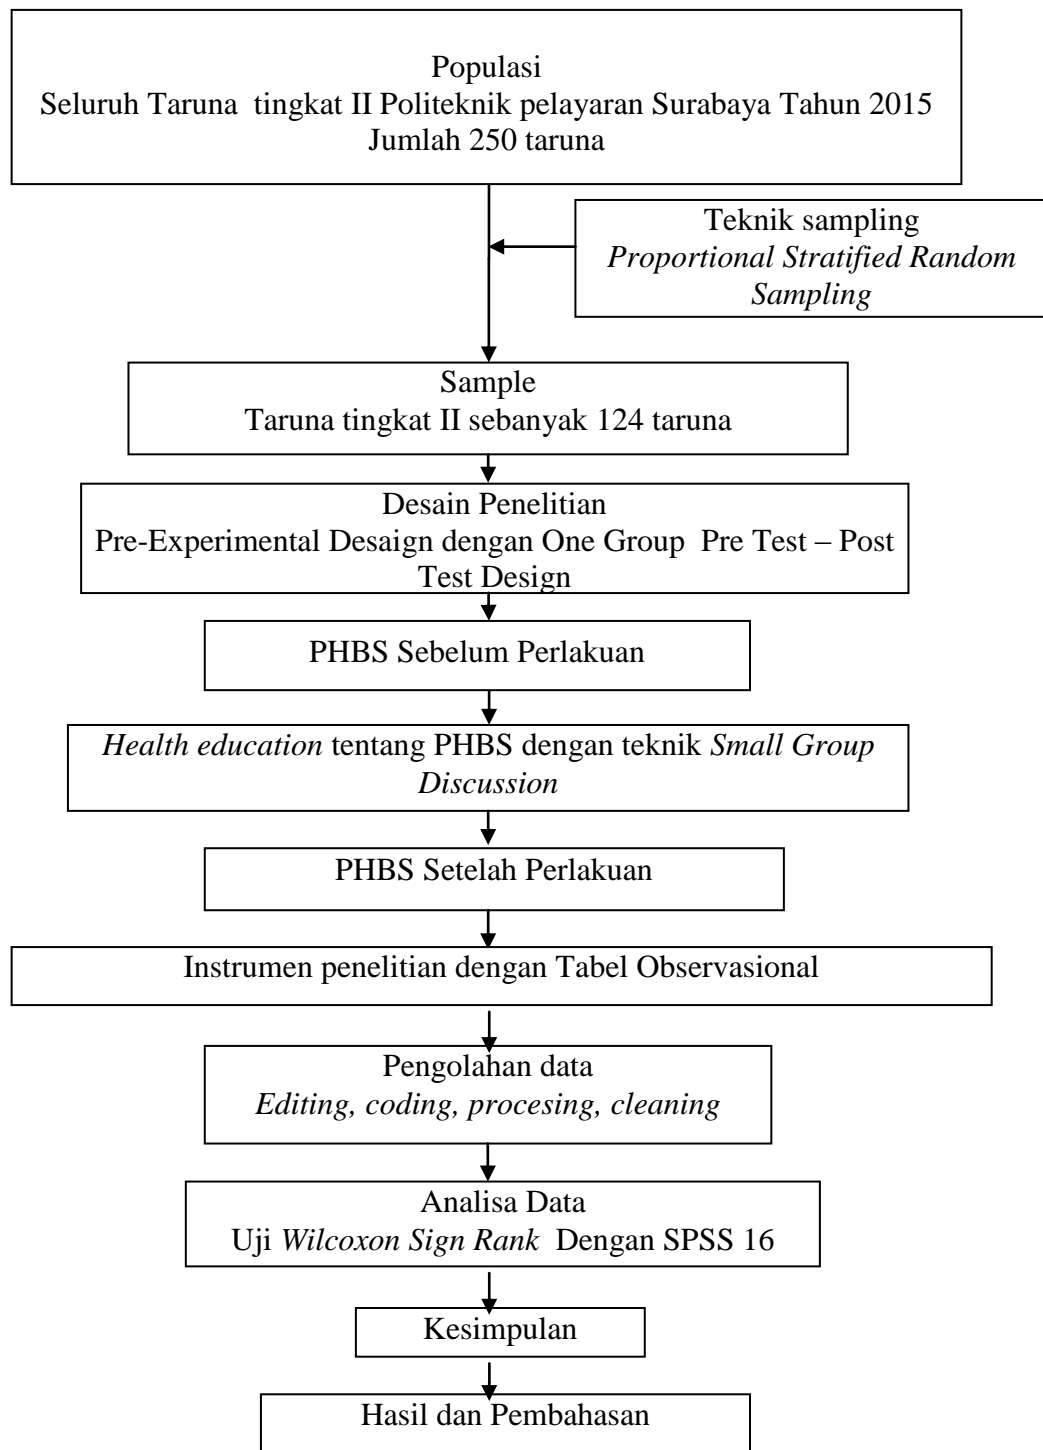 Populasi
Seluruh Taruna tingkat II Politeknik pelayaran Surabaya Tahun 2015
Jumlah 250 taruna
Teknik sampling
Proportional Stratified Random
Sampling
Sample
Taruna tingkat II sebanyak 124 taruna
Desain Penelitian
Pre-Experimental Desaign dengan One Group Pre Test – Post
Test Design
PHBS Sebelum Perlakuan
Health education tentang PHBS dengan teknik Small Group
Discussion
PHBS Setelah Perlakuan
Instrumen penelitian dengan Tabel Observasional
Pengolahan data
Editing, coding, procesing, cleaning
Analisa Data
Uji Wilcoxon Sign Rank Dengan SPSS 16
Kesimpulan
Hasil dan Pembahasan